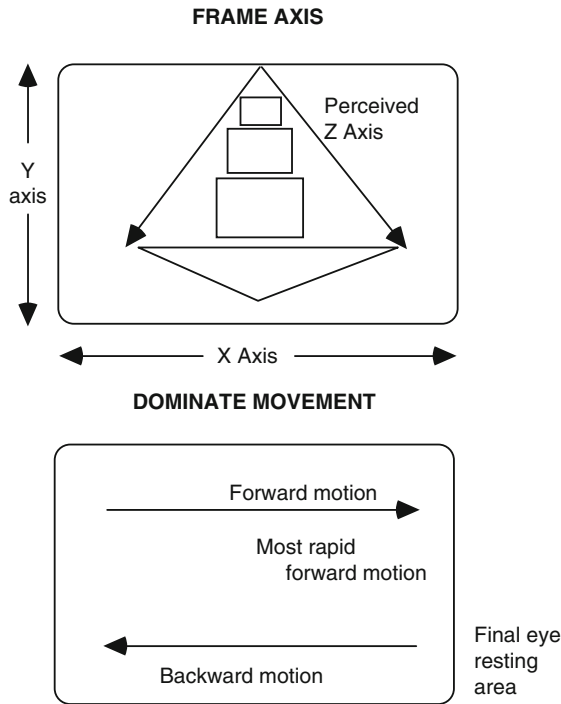 FRAME AXIS
Perceived
Z Axis
Y
axis
X Axis
DOMINATE MOVEMENT
Forward motion
Most rapid
forward motion
Backward motion
Final eye
resting
area